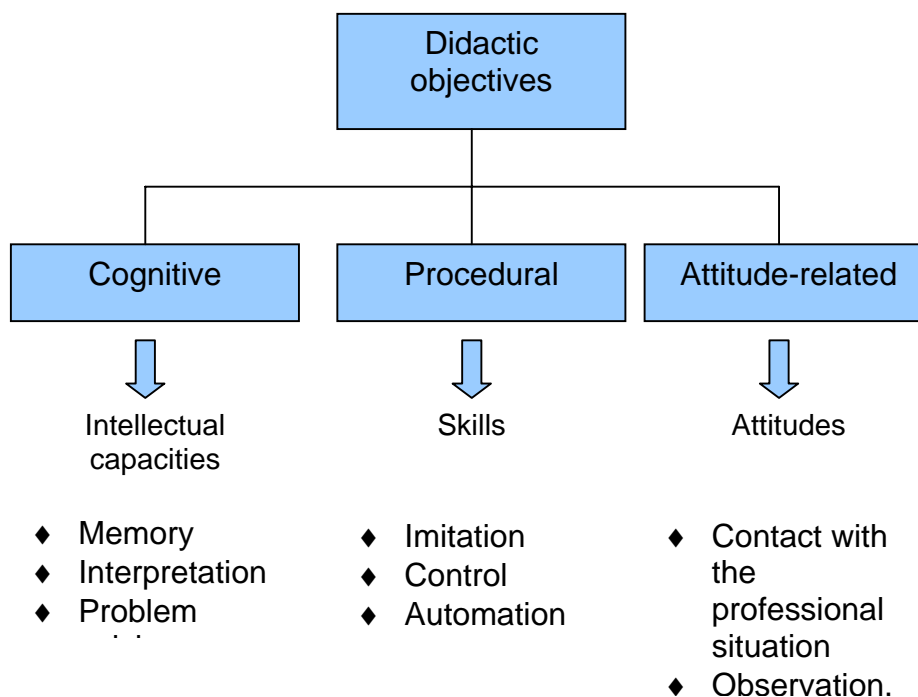 Didactic
objectives
Cognitive
Procedural
Attitude-related
Intellectual
capacities
Skills
Attitudes
♦ Memory
♦ Interpretation
♦ Problem
♦ Imitation
♦ Control
♦ Automation
♦ Contact with
the
professional
situation
♦ Observation.